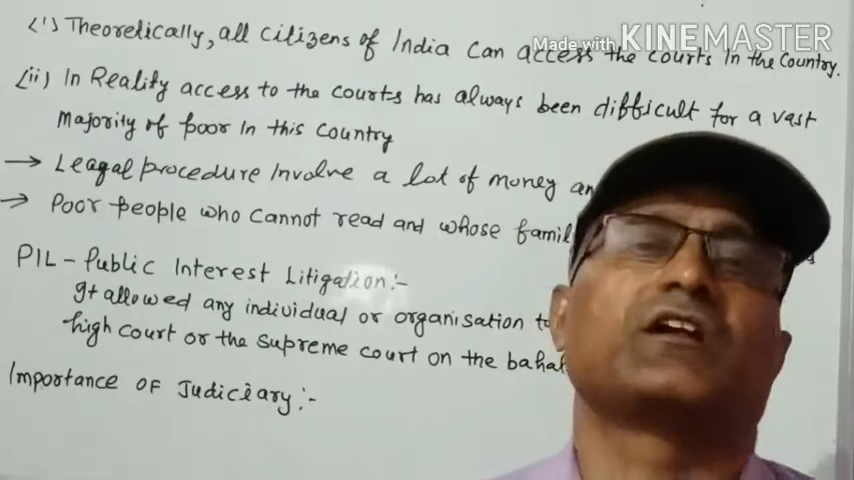 (i) Theoretically, all citizens of India can access the courts in the country.
Made with KINEMASTER
(ii) In Reality access to the courts has always been difficult for a vast
Majority of poor in this country
→ Leagal procedure involve a lot of money an
→ Poor people who cannot read and whose famil
PIL - Public Interest Litigation:-
It allowed any individual or organisation to
high court or the supreme court on the bahal
Importance of Judiciary:-